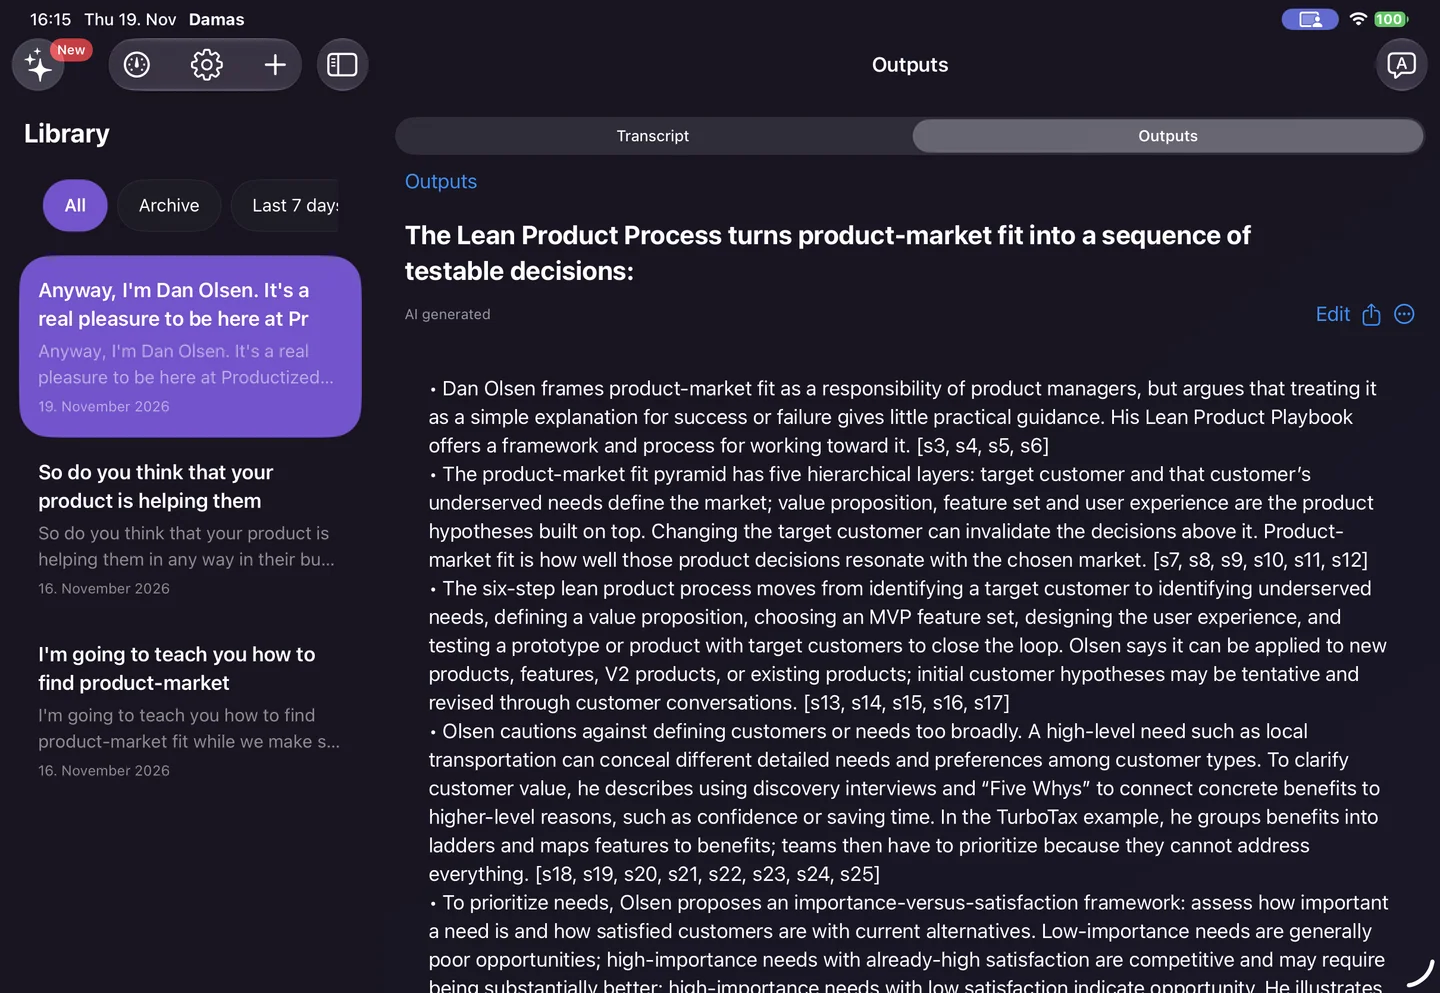 16:15 Thu 19. Nov Damas
100
New
Outputs
A
Library
Transcript
Outputs
All
Archive
Last 7 days
Anyway, I'm Dan Olsen. It's a
real pleasure to be here at Pr
Anyway, I'm Dan Olsen. It's a real
pleasure to be here at Productized...
19. November 2026
So do you think that your
product is helping them
So do you think that your product is
helping them in any way in their bu...
16. November 2026
I'm going to teach you how to
find product-market
I'm going to teach you how to find
product-market fit while we make s...
16. November 2026
Outputs
The Lean Product Process turns product-market fit into a sequence of
testable decisions:
AI generated
Edit
• Dan Olsen frames product-market fit as a responsibility of product managers, but argues that treating it
as a simple explanation for success or failure gives little practical guidance. His Lean Product Playbook
offers a framework and process for working toward it. [s3, s4, s5, s6]
• The product-market fit pyramid has five hierarchical layers: target customer and that customer’s
underserved needs define the market; value proposition, feature set and user experience are the product
hypotheses built on top. Changing the target customer can invalidate the decisions above it. Product-
market fit is how well those product decisions resonate with the chosen market. [s7, s8, s9, s10, s11, s12]
• The six-step lean product process moves from identifying a target customer to identifying underserved
needs, defining a value proposition, choosing an MVP feature set, designing the user experience, and
testing a prototype or product with target customers to close the loop. Olsen says it can be applied to new
products, features, V2 products, or existing products; initial customer hypotheses may be tentative and
revised through customer conversations. [s13, s14, s15, s16, s17]
• Olsen cautions against defining customers or needs too broadly. A high-level need such as local
transportation can conceal different detailed needs and preferences among customer types. To clarify
customer value, he describes using discovery interviews and “Five Whys” to connect concrete benefits to
higher-level reasons, such as confidence or saving time. In the TurboTax example, he groups benefits into
ladders and maps features to benefits; teams then have to prioritize because they cannot address
everything. [s18, s19, s20, s21, s22, s23, s24, s25]
• To prioritize needs, Olsen proposes an importance-versus-satisfaction framework: assess how important
a need is and how satisfied customers are with current alternatives. Low-importance needs are generally
poor opportunities; high-importance needs with already-high satisfaction are competitive and may require
being substantially better; high-importance needs with low satisfaction indicate opportunity. He illustrates